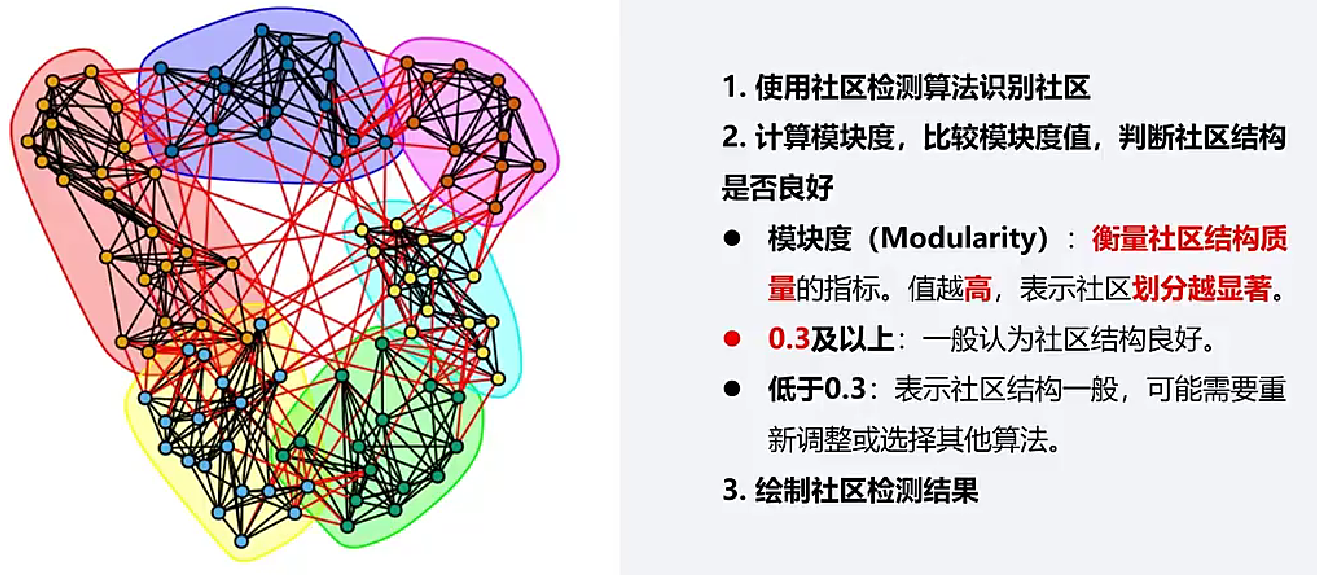 1. 使用社区检测算法识别社区
2. 计算模块度，比较模块度值，判断社区结构
是否良好
● 模块度（Modularity）：衡量社区结构质
量的指标。值越高，表示社区划分越显著。
● 0.3及以上：一般认为社区结构良好。
● 低于0.3：表示社区结构一般，可能需要重
新调整或选择其他算法。
3. 绘制社区检测结果